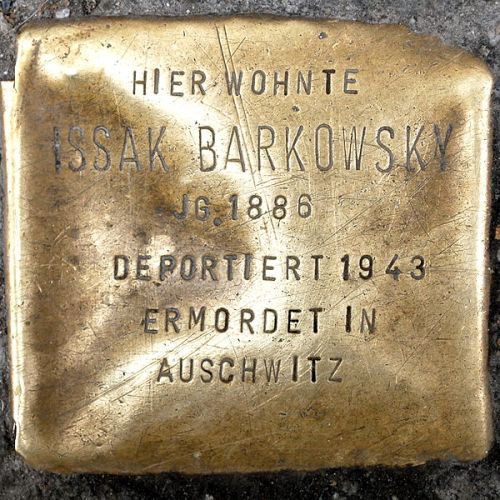 HIER WOHNTE
ISSAK BARKOWSKY
JG. 1886
DEPORTIERT 1943
ERMORDET IN
AUSCHWITZ